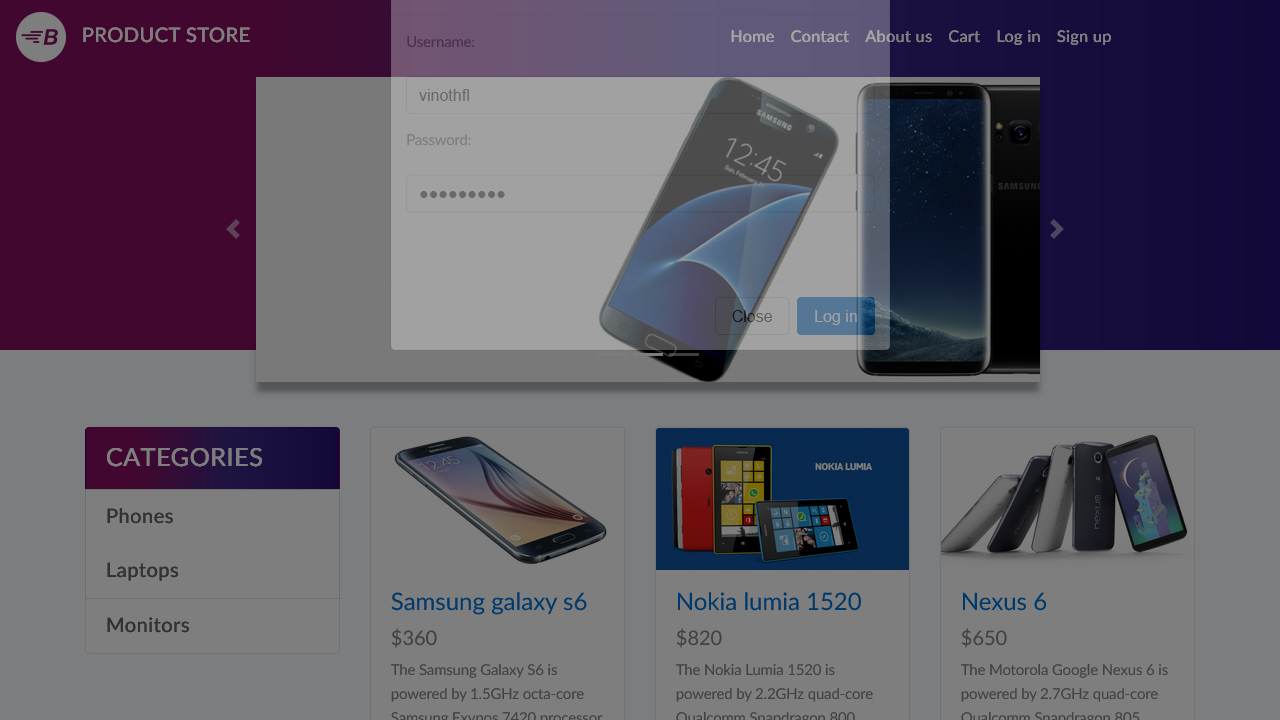 B PRODUCT STORE
Home Contact About us Cart Log in Sign up
Username:
vinothfl
Password:
●●●●●●●●●
SAMSUNG
12:45
SAMSUNG
Close Log in
CATEGORIES
Phones
Laptops
Monitors
12:45
NOKIA LUMIA
nexus
Samsung galaxy s6
$360
The Samsung Galaxy S6 is
powered by 1.5GHz octa-core
Samsung Exynos 7420 processor
Nokia lumia 1520
$820
The Nokia Lumia 1520 is
powered by 2.2GHz quad-core
Qualcomm Snapdragon 800
Nexus 6
$650
The Motorola Google Nexus 6 is
powered by 2.7GHz quad-core
Qualcomm Snapdragon 805